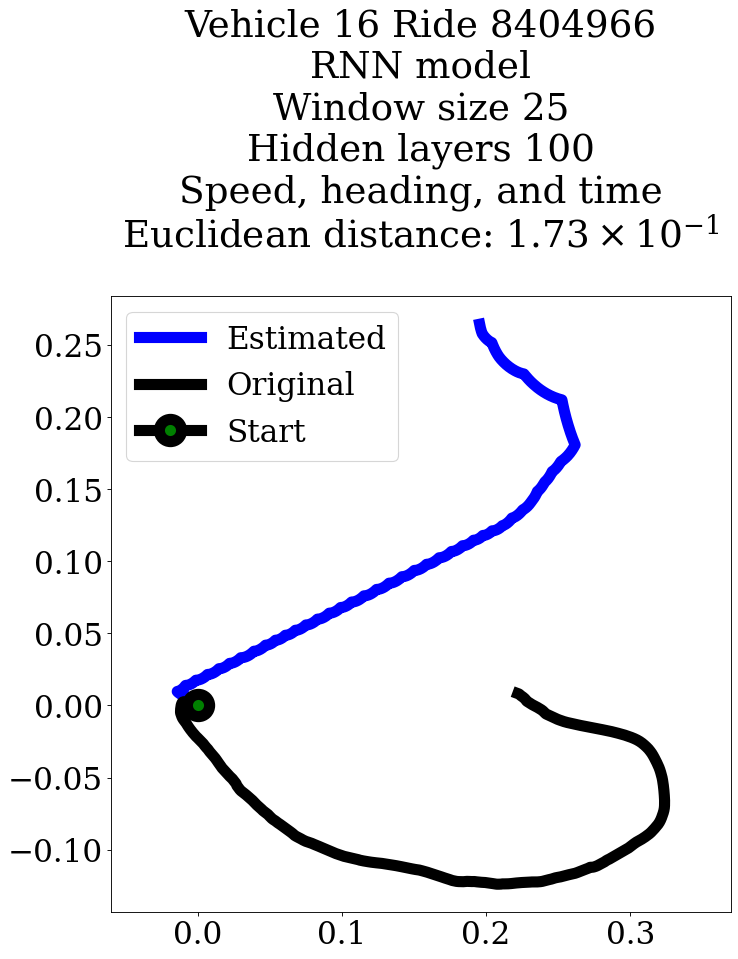 Vehicle 16 Ride 8404966
RNN model
Window size 25
Hidden layers 100
Speed, heading, and time
Euclidean distance: 1.73 × 10⁻¹
Estimated
Original
Start
0.25
0.20
0.15
0.10
0.05
0.00
−0.05
−0.10
0.0 0.1 0.2 0.3